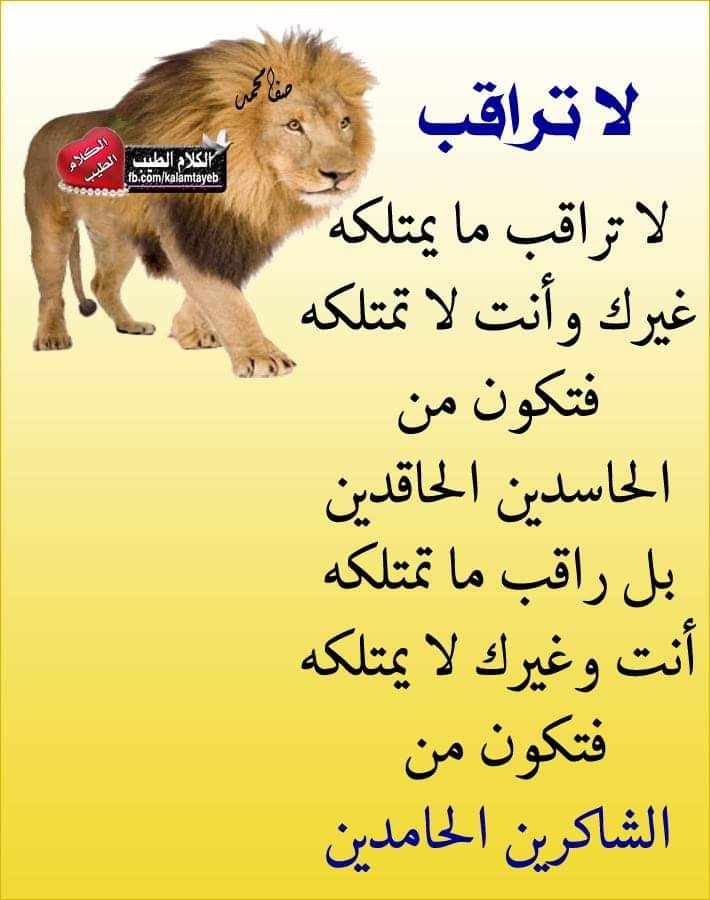 لا تراقب
صفا محمد
الكلام الطيب
الكلام الطيب
fb.com/kalamtayeb
لا تراقب ما يمتلكه
غيرك وأنت لا تمتلكه
فتكون من
الحاسدين الحاقدين
بل راقب ما تمتلكه
أنت وغيرك لا يمتلكه
فتكون من
الشاكرين الحامدين